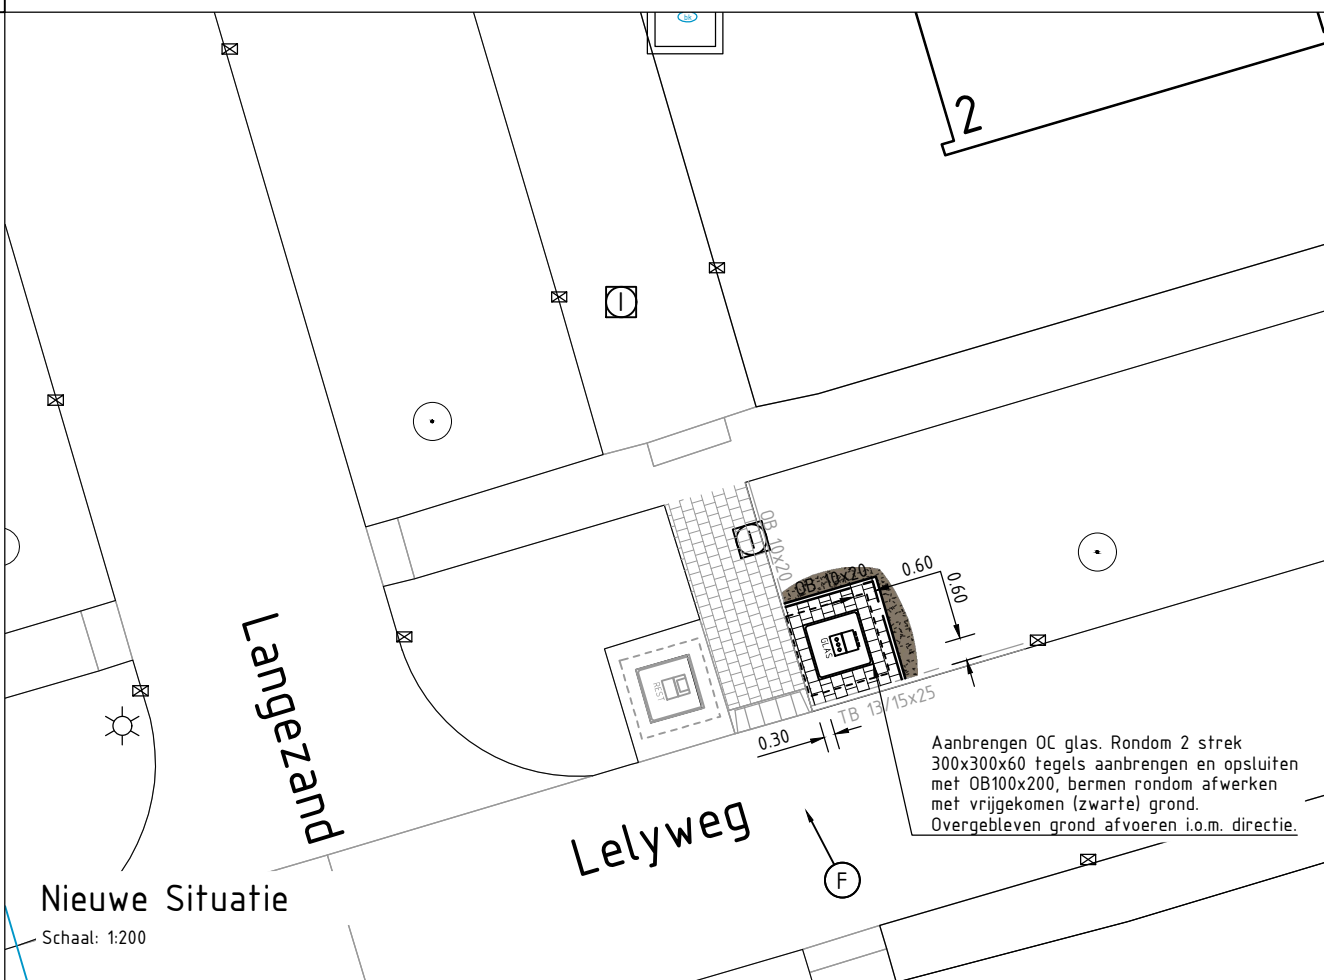 bk
2
OB 10x20
OB 10x20
0.60
0.60
GLAS
REST
TB 13/15x25
0.30
Langezand
Lelyweg
Aanbrengen OC glas. Rondom 2 strek
300x300x60 tegels aanbrengen en opsluiten
met OB100x200, bermen rondom afwerken
met vrijgekomen (zwarte) grond.
Overgebleven grond afvoeren i.o.m. directie.
F
Nieuwe Situatie
Schaal: 1:200